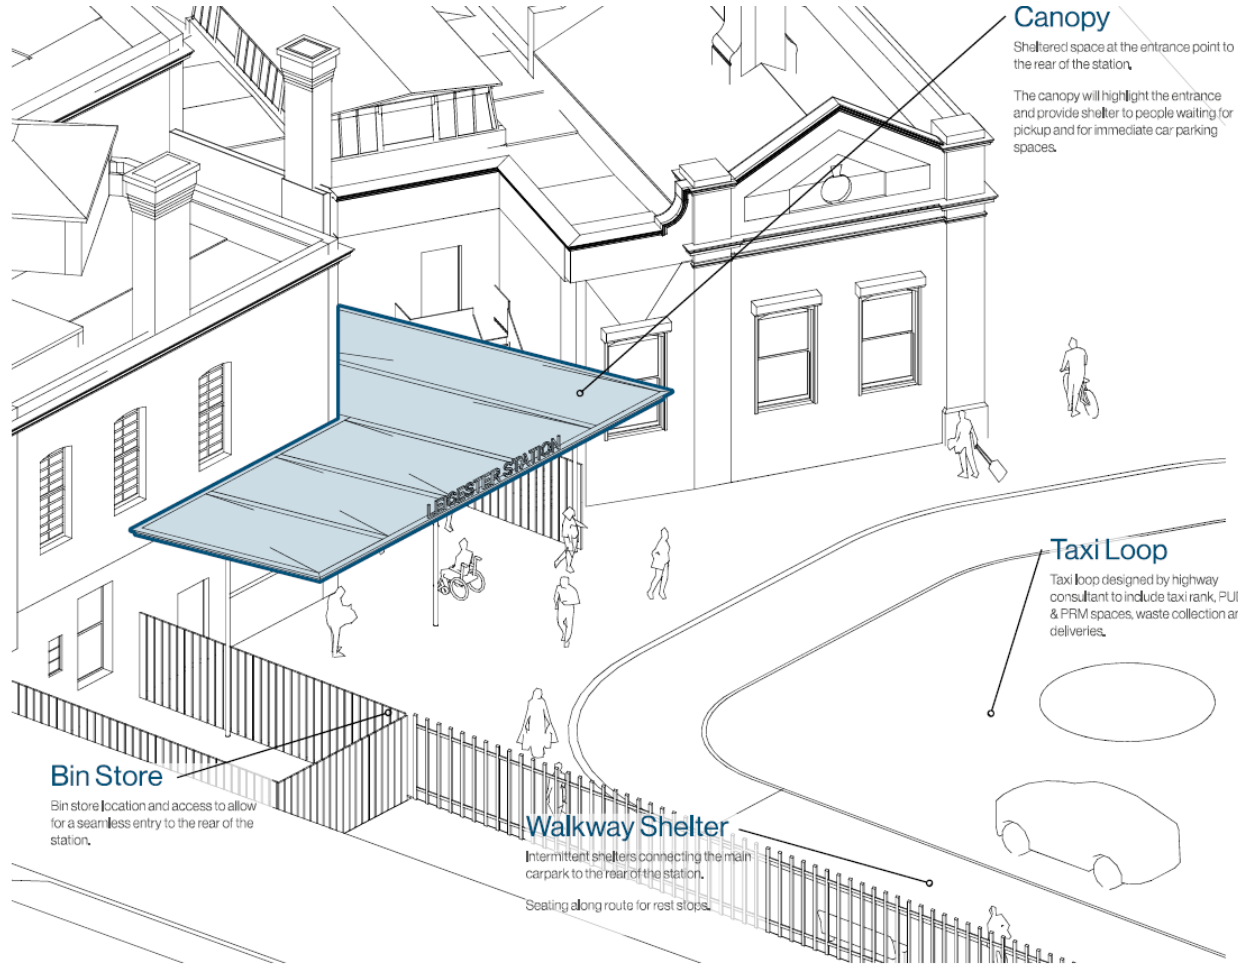 Canopy
Sheltered space at the entrance point to
the rear of the station.
The canopy will highlight the entrance
and provide shelter to people waiting for
pickup and for immediate car parking
spaces.
LEICESTER STATION
Taxi Loop
Taxi loop designed by highway
consultant to include taxi rank,
& PRM spaces, waste collection
deliveries.
Bin Store
Bin store location and access to allow
for a seamless entry to the rear of the
station.
Walkway Shelter
Intermittent shelters connecting the main
carpark to the rear of the station.
Seating along route for rest stops.